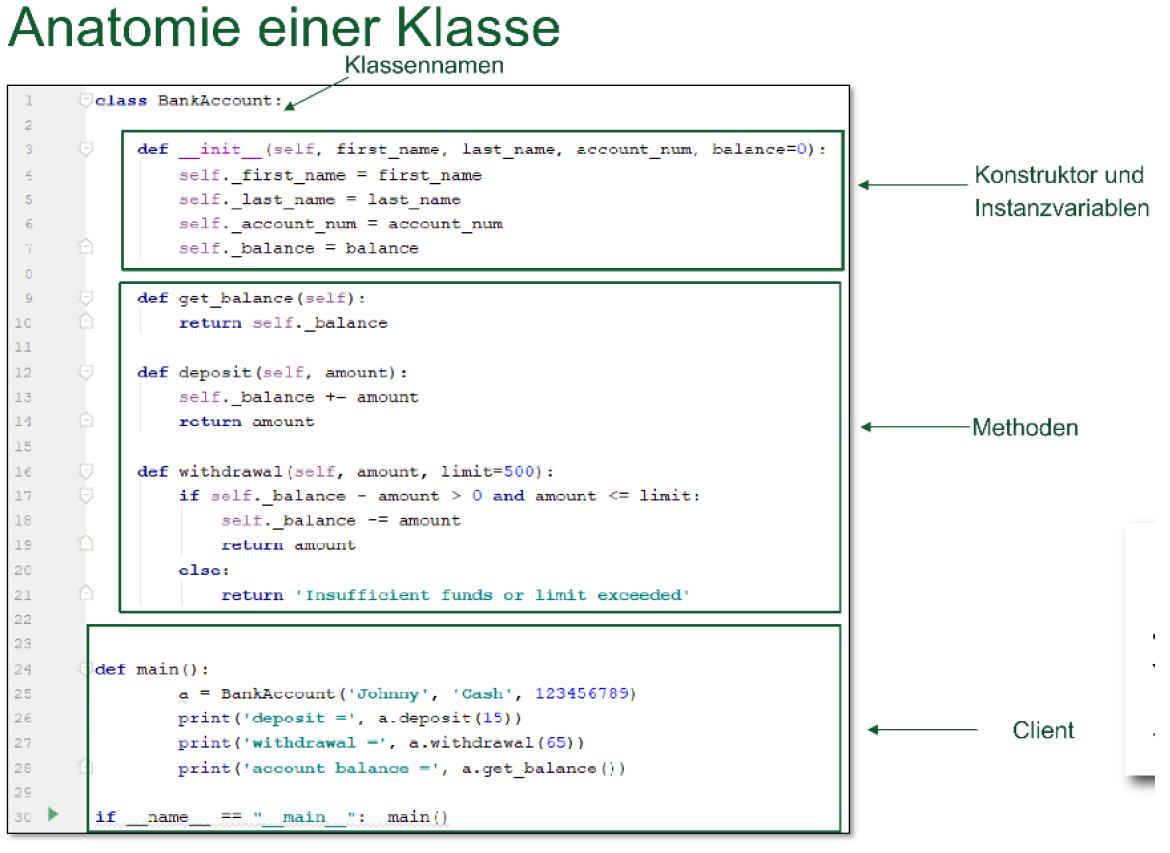 Anatomie einer Klasse
Klassennamen
1 class BankAccount:
2
3 def __init__(self, first_name, last_name, account_num, balance=0):
4 self._first_name = first_name
5 self._last_name = last_name
6 self._account_num = account_num
7 self._balance = balance
8
9 def get_balance(self):
10 return self._balance
11
12 def deposit(self, amount):
13 self._balance += amount
14 return amount
15
16 def withdrawal(self, amount, limit=500):
17 if self._balance - amount > 0 and amount <= limit:
18 self._balance -= amount
19 return amount
20 else:
21 return 'Insufficient funds or limit exceeded'
22
23
24 def main():
25 a = BankAccount('Johnny', 'Cash', 123456789)
26 print('deposit =', a.deposit(15))
27 print('withdrawal =', a.withdrawal(65))
28 print('account balance =', a.get_balance())
29
30 if __name__ == "__main__": main()
Konstruktor und
Instanzvariablen
Methoden
Client